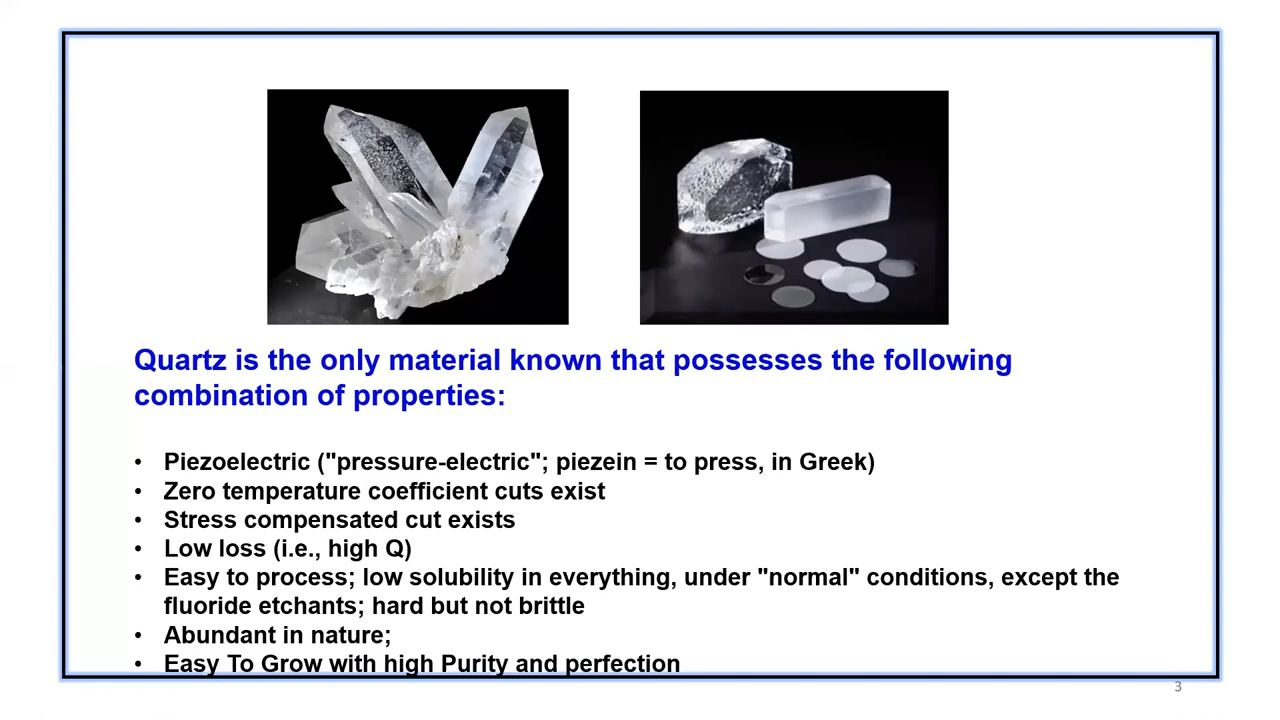 Quartz is the only material known that possesses the following
combination of properties:
• Piezoelectric ("pressure-electric"; piezein = to press, in Greek)
• Zero temperature coefficient cuts exist
• Stress compensated cut exists
• Low loss (i.e., high Q)
• Easy to process; low solubility in everything, under "normal" conditions, except the
fluoride etchants; hard but not brittle
• Abundant in nature;
• Easy To Grow with high Purity and perfection
3